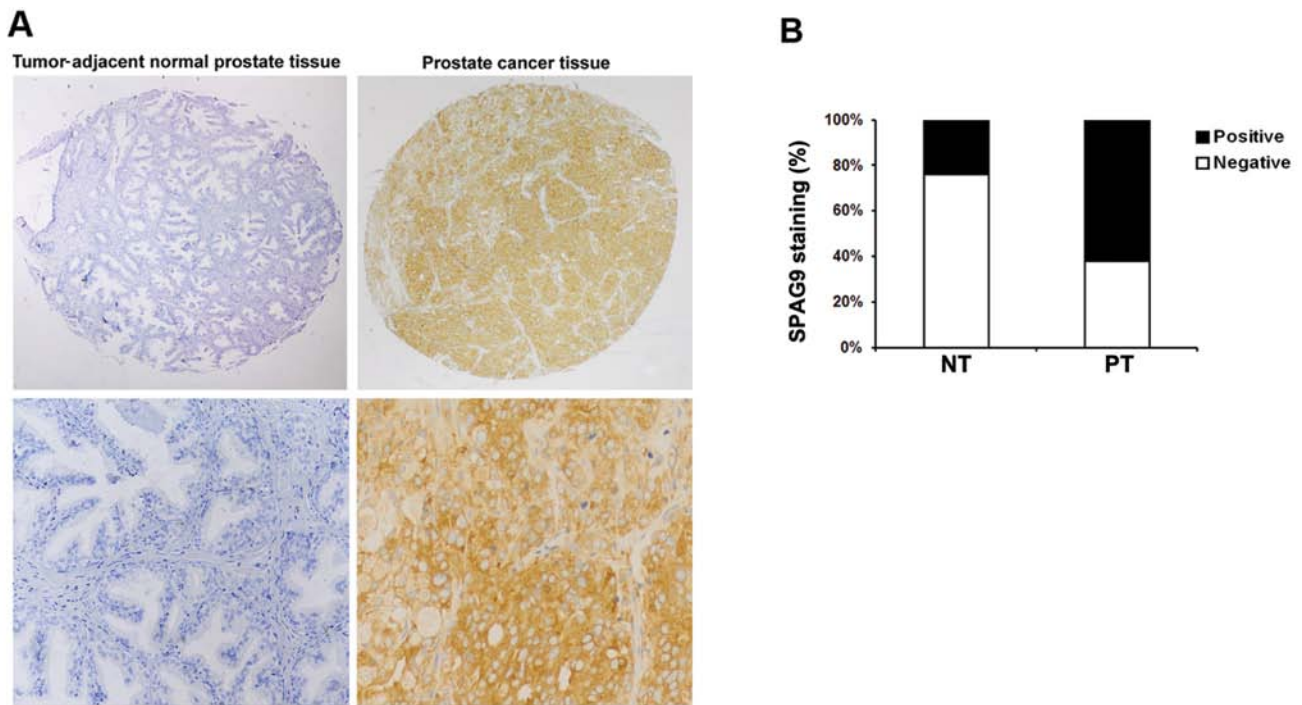 A
Tumor-adjacent normal prostate tissue
Prostate cancer tissue
B
SPAG9 staining (%)
100%
80%
60%
40%
20%
0%
NT
PT
Positive
Negative